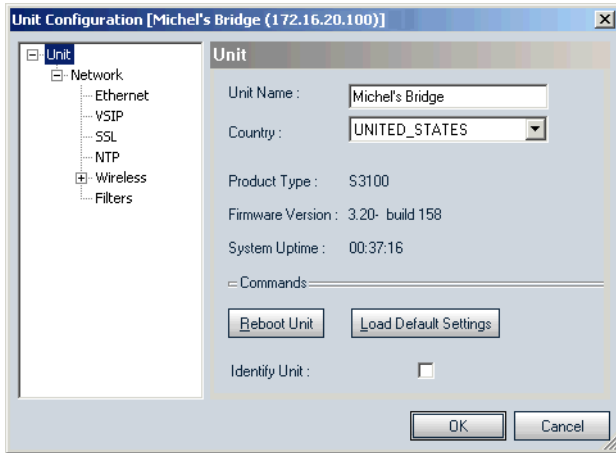 Unit Configuration [Michel's Bridge (172.16.20.100)]
Unit
Network
Ethernet
VSIP
SSL
NTP
Wireless
Filters
Unit
Unit Name : Michel's Bridge
Country : UNITED_STATES
Product Type : S3100
Firmware Version : 3.20- build 158
System Uptime : 00:37:16
Commands
Reboot Unit Load Default Settings
Identify Unit :
OK Cancel